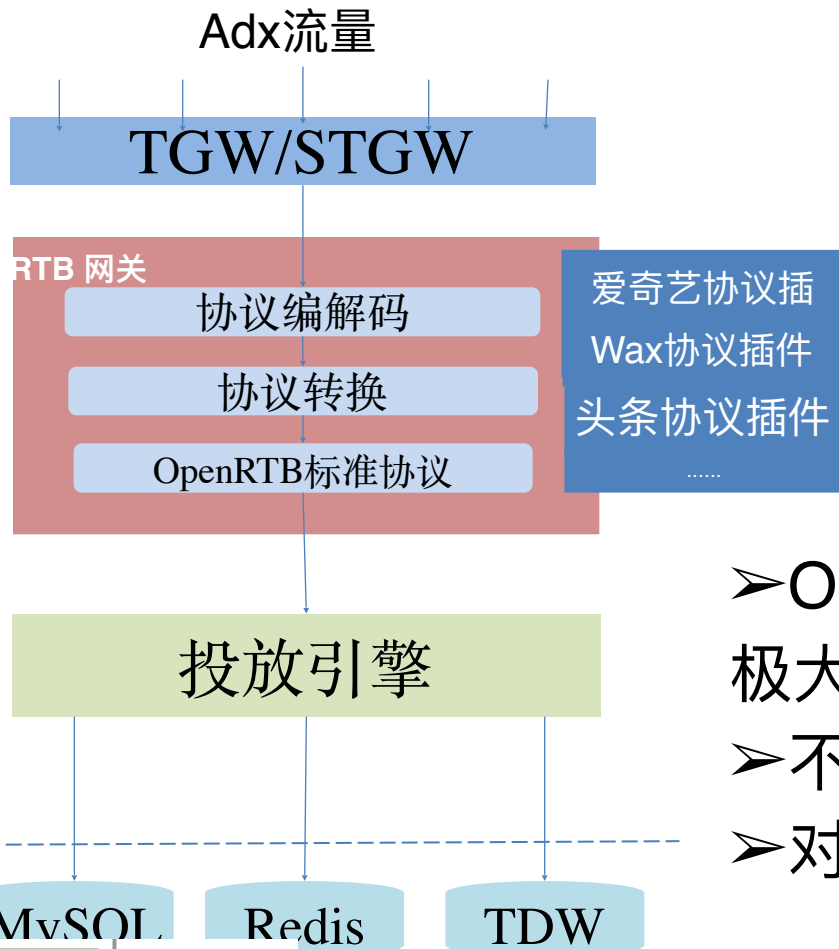 Adx流量
TGW/STGW
RTB 网关
协议编解码
协议转换
OpenRTB标准协议
爱奇艺协议插
Wax协议插件
头条协议插件
......
投放引擎
➢O
极大
➢不
➢对
MySQL
Redis
TDW